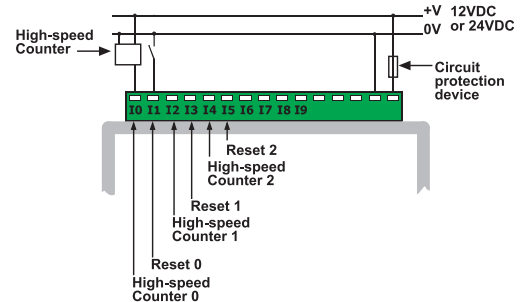 +V 12VDC
or 24VDC
0V
High-speed
Counter
Circuit
protection
device
I0 I1 I2 I3 I4 I5 I6 I7 I8 I9
Reset 2
High-speed
Counter 2
Reset 1
High-speed
Counter 1
Reset 0
High-speed
Counter 0